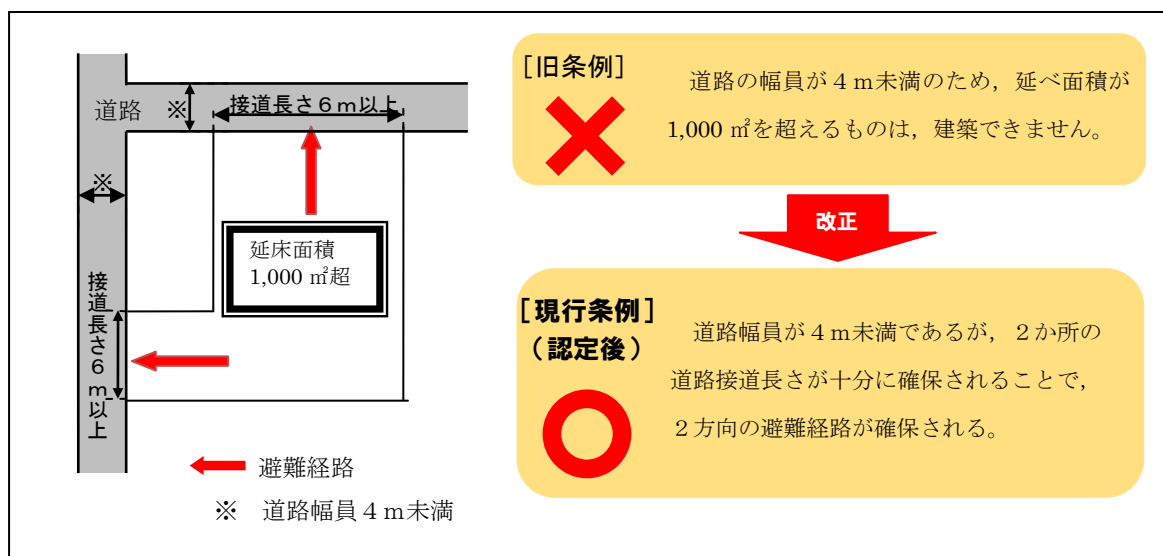 道路
※
接道長さ６ｍ以上
※
延床面積
1,000 ㎡超
接道長さ６ｍ以上
避難経路
※　道路幅員４ｍ未満
［旧条例］
道路の幅員が４ｍ未満のため，延べ面積が
1,000 ㎡を超えるものは，建築できません。
改正
［現行条例］
（認定後）
道路幅員が４ｍ未満であるが，２か所の
道路接道長さが十分に確保されることで，
２方向の避難経路が確保される。